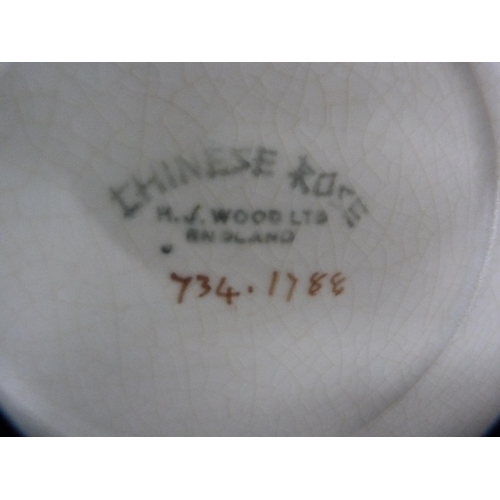 CHINESE ROSE
H.J. WOOD LTD
ENGLAND
734.1788